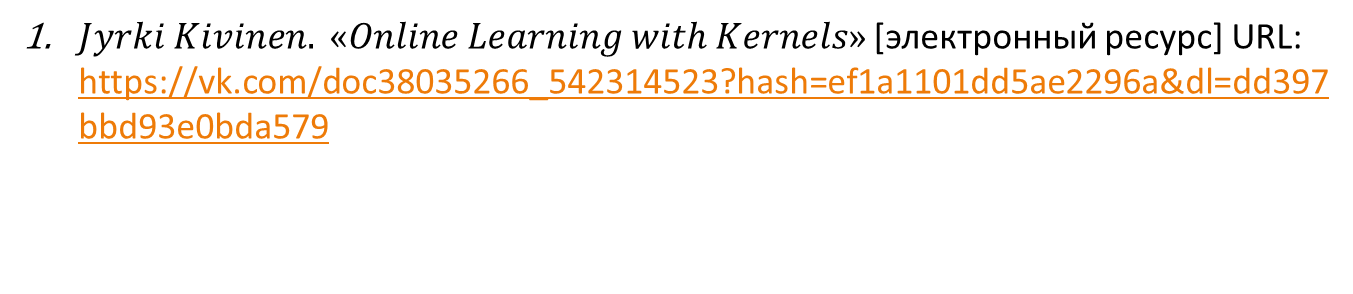 1. Jyrki Kivinen. «Online Learning with Kernels» [электронный ресурс] URL:
https://vk.com/doc38035266_542314523?hash=ef1a1101dd5ae2296a&dl=dd397
bbd93e0bda579